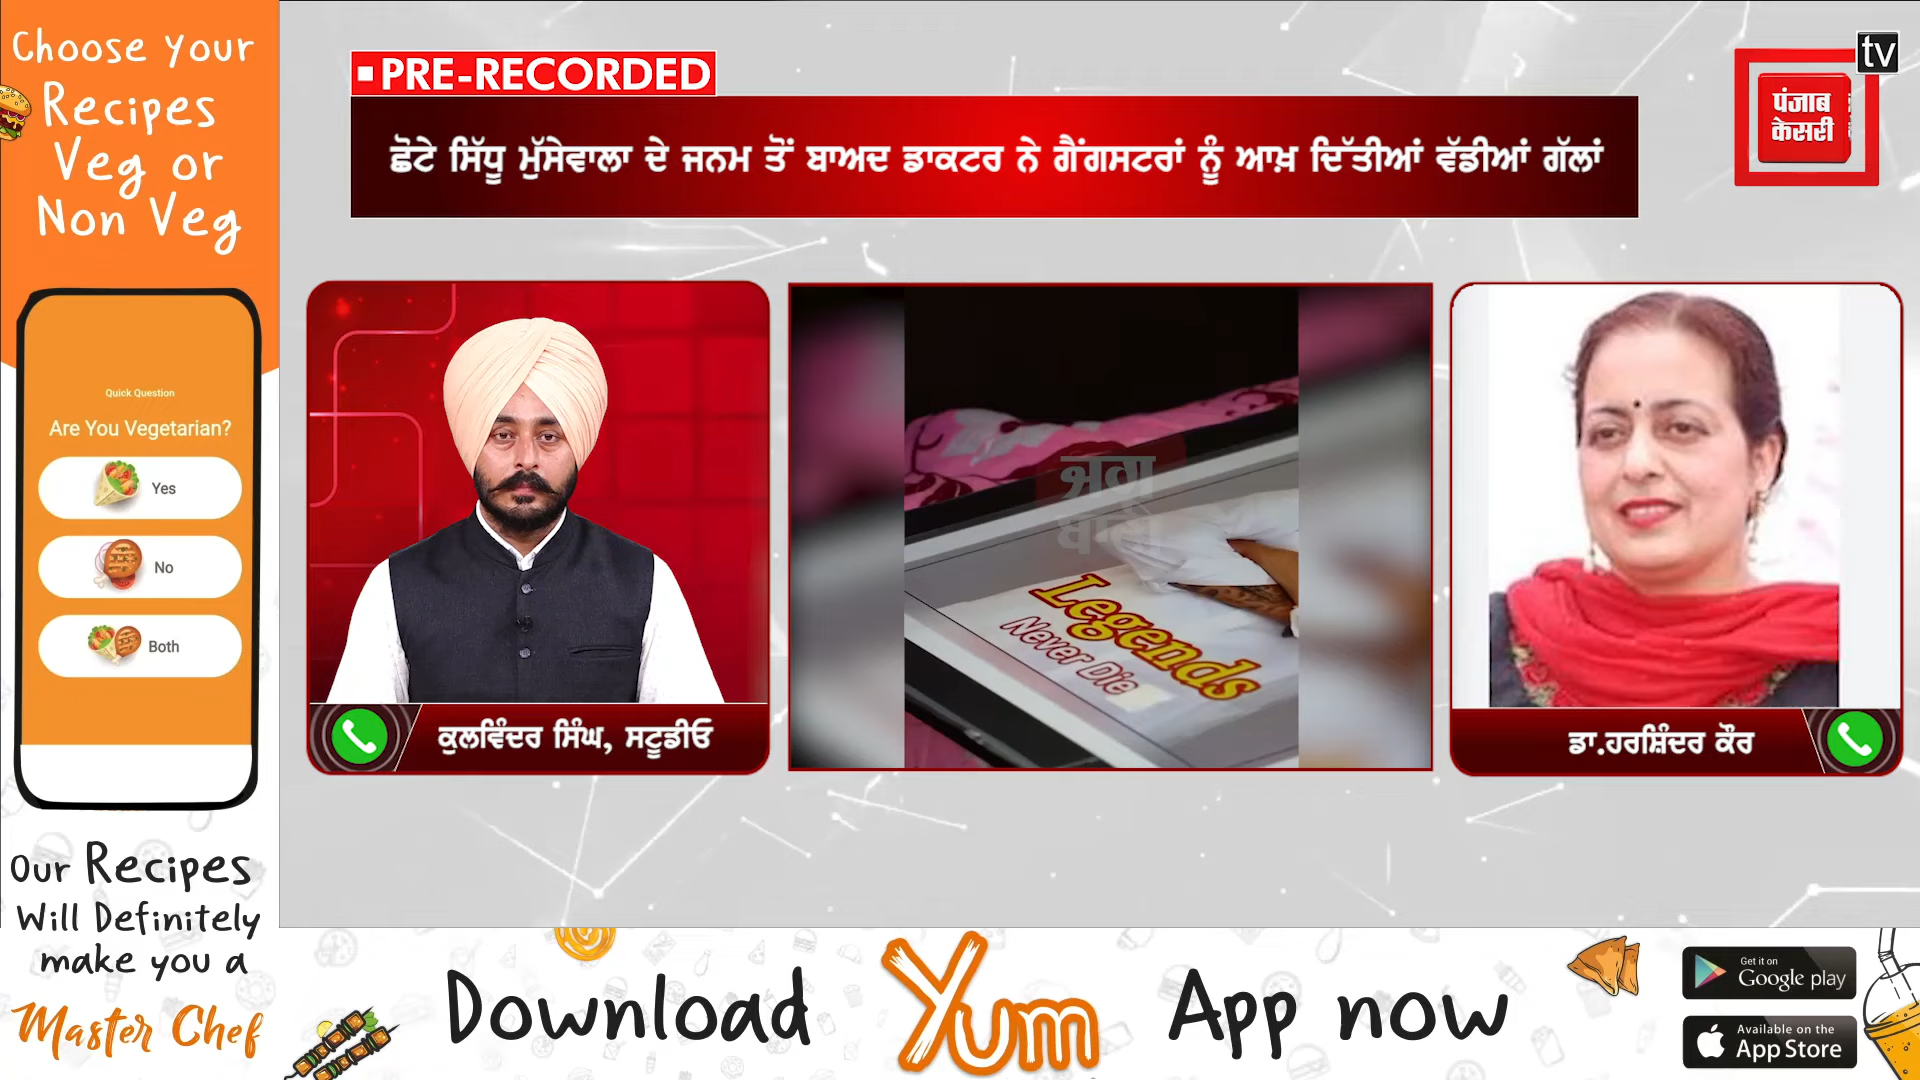 Choose your
Recipes
Veg or
Non Veg
Quick Question
Are You Vegetarian?
Yes
No
Both
Our Recipes
Will Definitely
make you a
Master Chef
PRE-RECORDED
ਛੋਟੇ ਸਿੱਧੂ ਮੁੱਸੇਵਾਲਾ ਦੇ ਜਨਮ ਤੋਂ ਬਾਅਦ ਡਾਕਟਰ ਨੇ ਗੈਂਗਸਟਰਾਂ ਨੂੰ ਆਖ਼ ਦਿੱਤੀਆਂ ਵੱਡੀਆਂ ਗੱਲਾਂ
tv
पंजाब
केसरी
ਜਗ
ਬਾਣੀ
Legends
Never Die
ਕੁਲਵਿੰਦਰ ਸਿੰਘ, ਸਟੂਡੀਓ
ਡਾ.ਹਰਸ਼ਿੰਦਰ ਕੌਰ
Download Yum App now
Get it on
Google play
Available on the
App Store